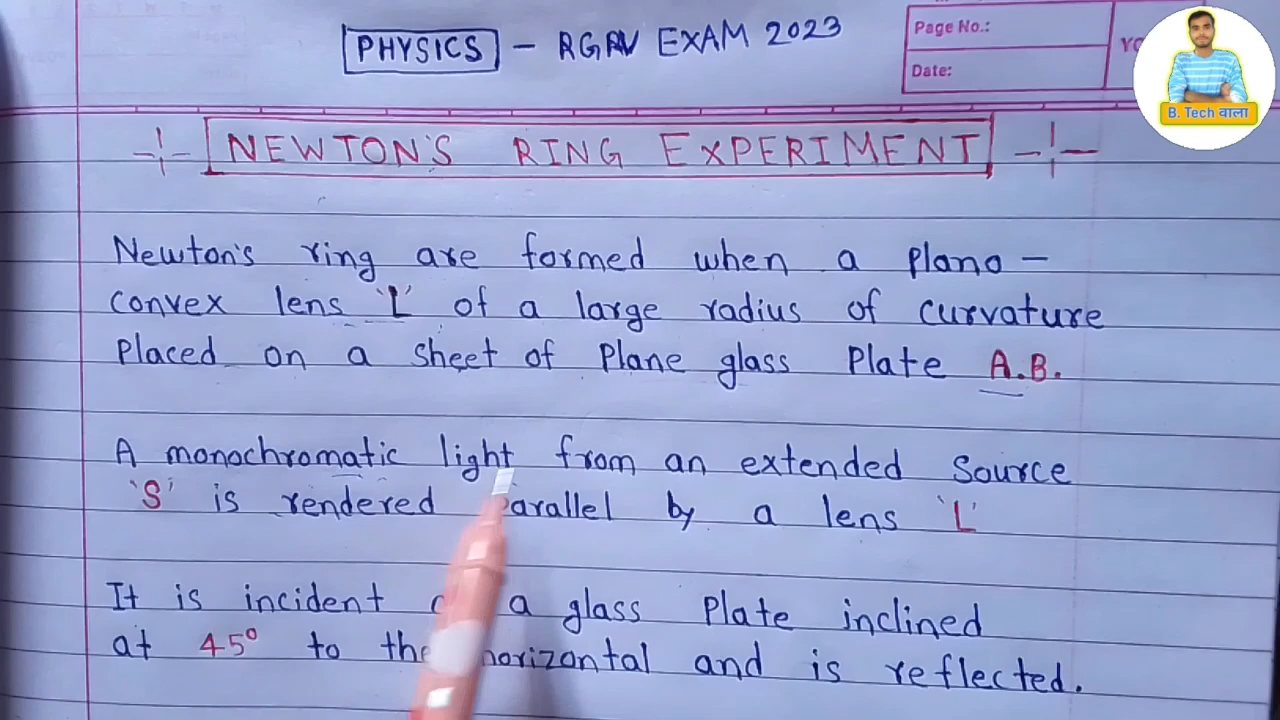 PHYSICS - RGPV EXAM 2023
Page No.:
Date:
YO
B. Tech वाला
NEWTON'S RING EXPERIMENT
Newton's ring are formed when a plano -
convex lens 'L' of a large radius of curvature
Placed on a sheet of Plane glass Plate A.B.
A monochromatic light from an extended Source
'S' is rendered Parallel by a lens 'L'
It is incident a glass Plate inclined
at 45° to the horizontal and is reflected.